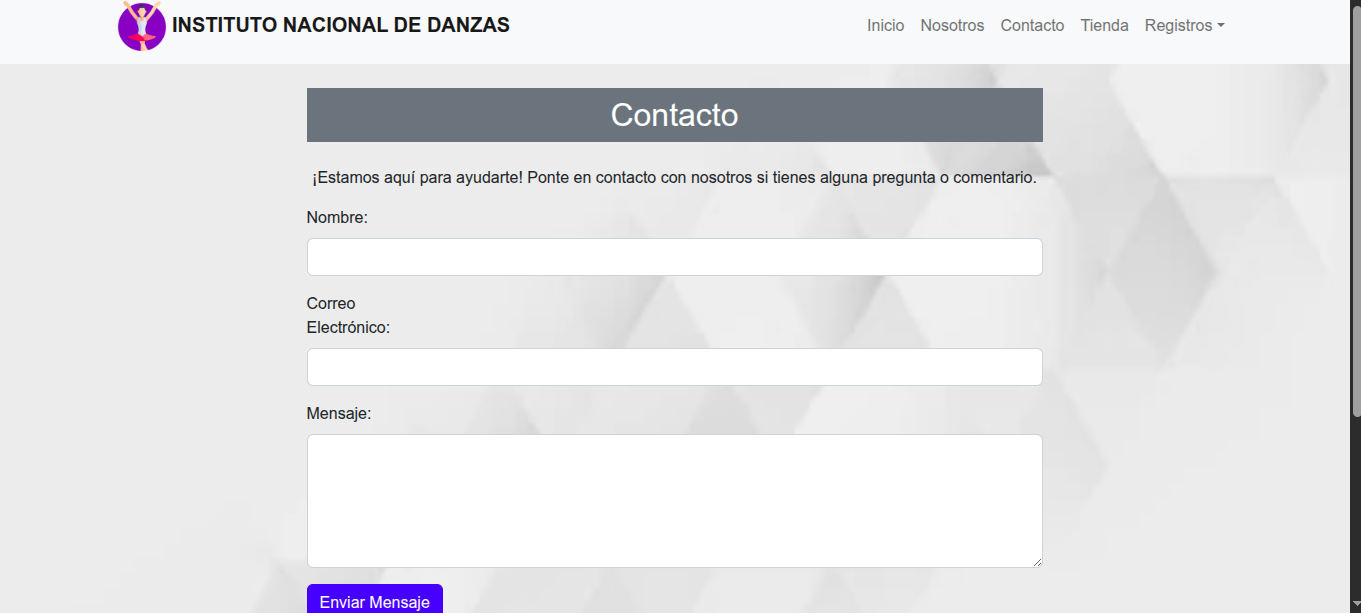 INSTITUTO NACIONAL DE DANZAS
Inicio Nosotros Contacto Tienda Registros
Contacto
¡Estamos aquí para ayudarte! Ponte en contacto con nosotros si tienes alguna pregunta o comentario.
Nombre:
Correo
Electrónico:
Mensaje:
Enviar Mensaje